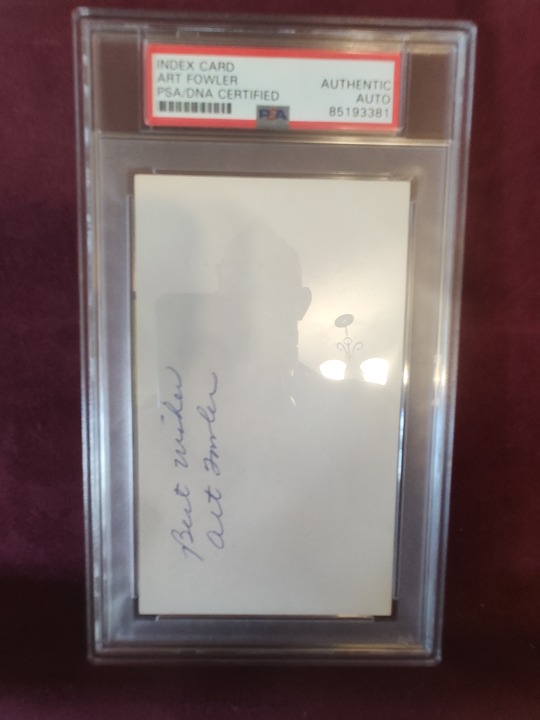 INDEX CARD
ART FOWLER
PSA/DNA CERTIFIED
AUTHENTIC
AUTO
85193381
PSA
Best wishes
Art Fowler